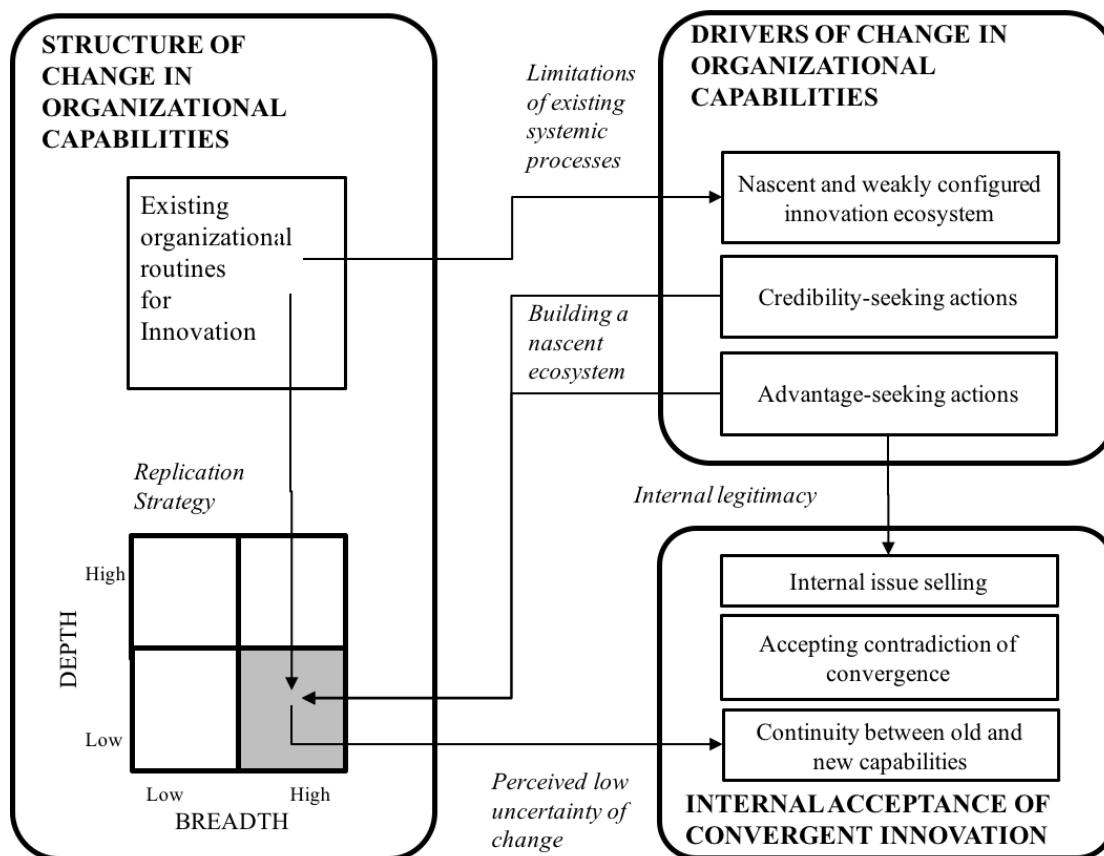 STRUCTURE OF
CHANGE IN
ORGANIZATIONAL
CAPABILITIES
Existing
organizational
routines
for
Innovation
Replication
Strategy
High
DEPTH
Low
Low
High
BREADTH
Limitations
of existing
systemic
processes
Building a
nascent
ecosystem
Internal legitimacy
Perceived low
uncertainty of
change
DRIVERS OF CHANGE IN
ORGANIZATIONAL
CAPABILITIES
Nascent and weakly configured
innovation ecosystem
Credibility-seeking actions
Advantage-seeking actions
Internal issue selling
Accepting contradiction of
convergence
Continuity between old and
new capabilities
INTERNAL ACCEPTANCE OF
CONVERGENT INNOVATION